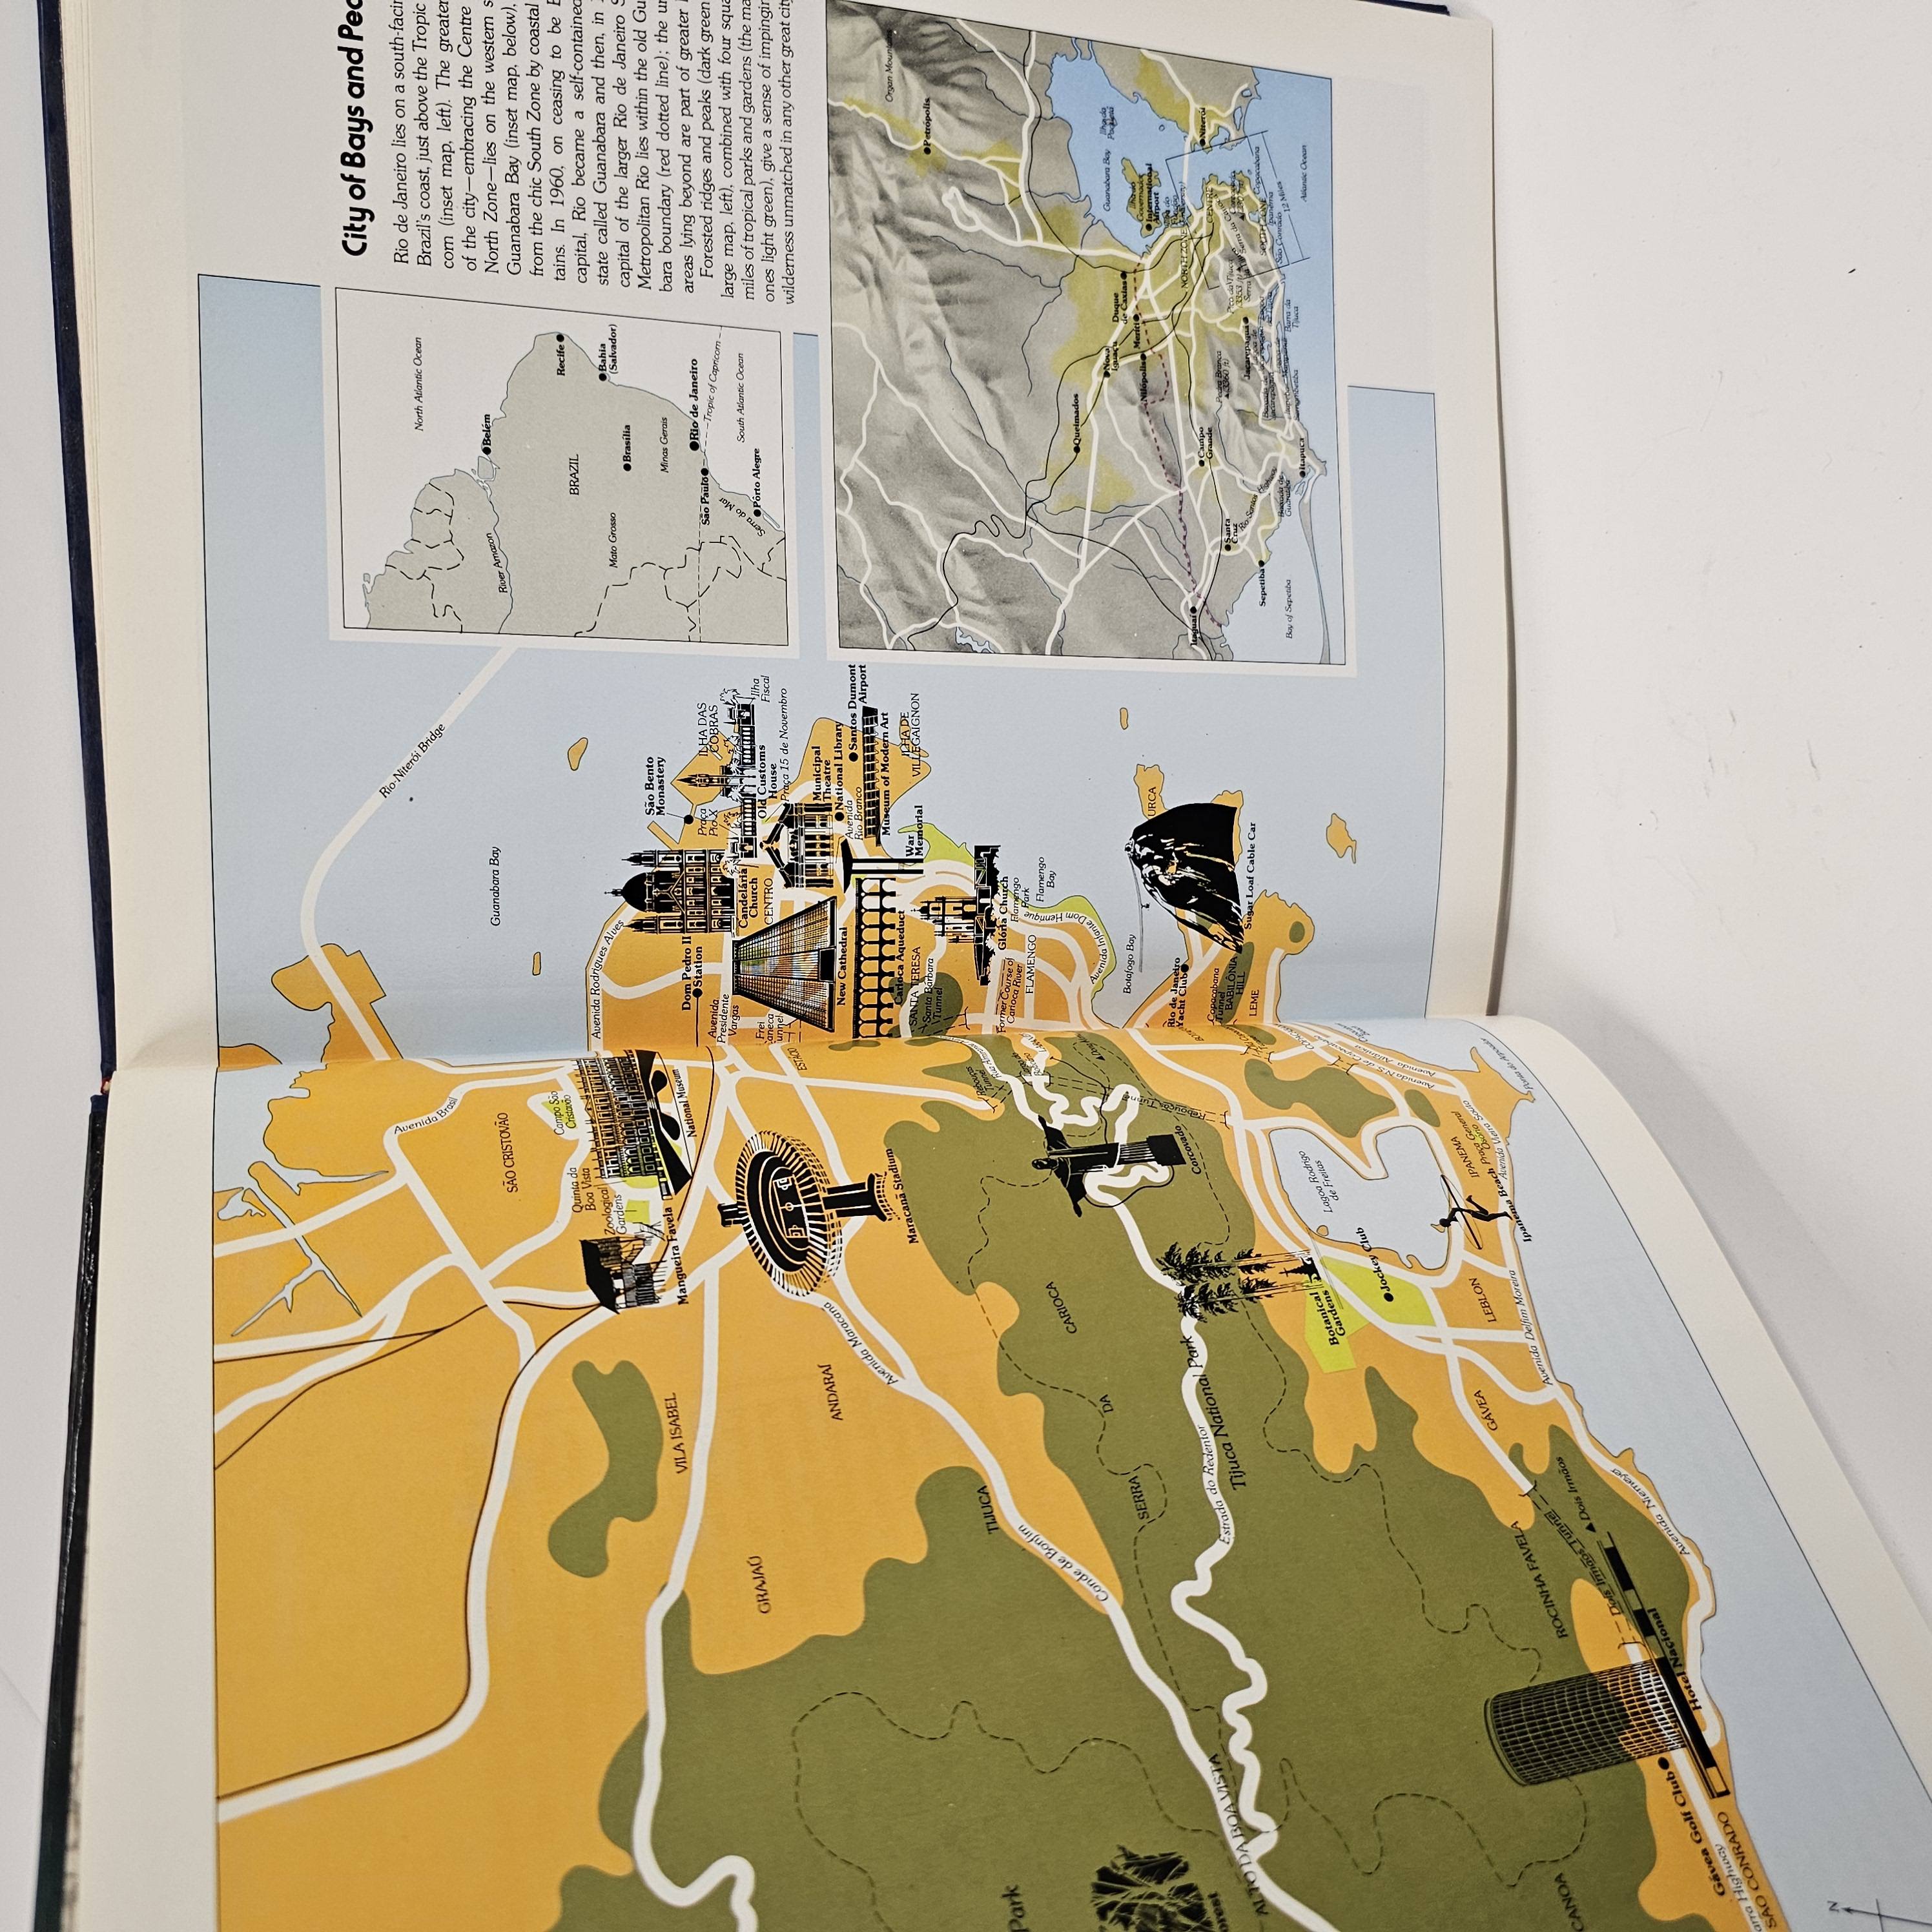 Avenida Brasil
SÃO CRISTOVÃO
Campo São
Cristovão
Quinta da
Boa Vista
Zoological
Gardens
Mangueira Favela
National Museum
VILA ISABEL
GRAJAÚ
ANDARAÍ
Avenida Maracanã
Maracanã Stadium
TIJUCA
Conde de Bonfim
Park
CARIOCA
DA
SERRA
Rebouças
Tunnel
Corcovado
Rebouças Tunnel
orest
ALTO DA BOA VISTA
Estrada do Redentor
Tijuca National Park
Botanical
Gardens
Jockey Club
Lagoa Rodrigo
de Freitas
GÁVEA
LEBLON
IPANEMA
Praça General
Osório
Ipanema Beach
Avenida Vieira Souto
Avenida Delfim Moreira
Ponta do Arpoador
ROCINHA FAVELA
CANOA
Dois Irmãos Tunnel
Dois Irmãos
Avenida Niemeyer
Gávea Golf Club
Hotel Nacional
arra Highway
SÃO CONRADO
N
Rio-Niterói Bridge
Guanabara Bay
Avenida Rodrigues Alves
São Bento
Monastery
Dom Pedro II
Station
Praça
Pio X
ILHA DAS
COBRAS
Avenida
Presidente
Vargas
Candelária
Church
Old Customs
House
Ilha
Fiscal
Frei
Caneca
Tunnel
CENTRO
Praça 15 de Novembro
ESTÁCIO
Municipal
Theatre
National Library
New Cathedral
Avenida
Rio Branco
Santos Dumont
Airport
Museum of Modern Art
Carioca Aqueduct
War
Memorial
ILHA DE
VILLEGAIGNON
SANTA TERESA
Santa Bárbara
Tunnel
Glória Church
Former Course of
Carioca River
Flamengo
Park
FLAMENGO
Flamengo
Bay
Avenida Infante Dom Henrique
Botafogo Bay
URCA
Rio de Janeiro
Yacht Club
Copacabana
Tunnel
BABILÔNIA
HILL
Sugar Loaf Cable Car
LEME
North Atlantic Ocean
River Amazon
Belém
Recife
BRAZIL
Bahia
(Salvador)
Mato Grosso
Brasília
Minas Gerais
Rio de Janeiro
São Paulo
Tropic of Capricorn
Serra do Mar
South Atlantic Ocean
Pôrto Alegre
City of Bays and Pea
Rio de Janeiro lies on a south-facin
Brazil's coast, just above the Tropic
corn (inset map, left). The greater
of the city—embracing the Centre
North Zone—lies on the western s
Guanabara Bay (inset map, below),
from the chic South Zone by coastal
tains. In 1960, on ceasing to be B
capital, Rio became a self-contained
state called Guanabara and then, in 1
capital of the larger Rio de Janeiro S
Metropolitan Rio lies within the old Gu
bara boundary (red dotted line); the ur
areas lying beyond are part of greater
Forested ridges and peaks (dark green
large map, left), combined with four squa
miles of tropical parks and gardens (the ma
ones light green), give a sense of impingin
wilderness unmatched in any other great city
Organ Mountains
Petrópolis
Queimados
Nova
Iguaçu
Duque
de Caxias
Guanabara Bay
Ilha da
Paquetá
Nilópolis
Meriti
Ilha do
Governador
International
Airport
Itaguaí
NORTH ZONE
Campo
Grande
CENTRE
Niterói
Santa
Cruz
Pedra Branca
Jacarepaguá
Sepetiba
Rio-Santos Highway
SOUTH ZONE
Copacabana
Ipanema
São Conrado
12 Miles
Bay of Sepetiba
Baixada de
Guaratiba
Barra da
Tijuca
Itapuca
Atlantic Ocean